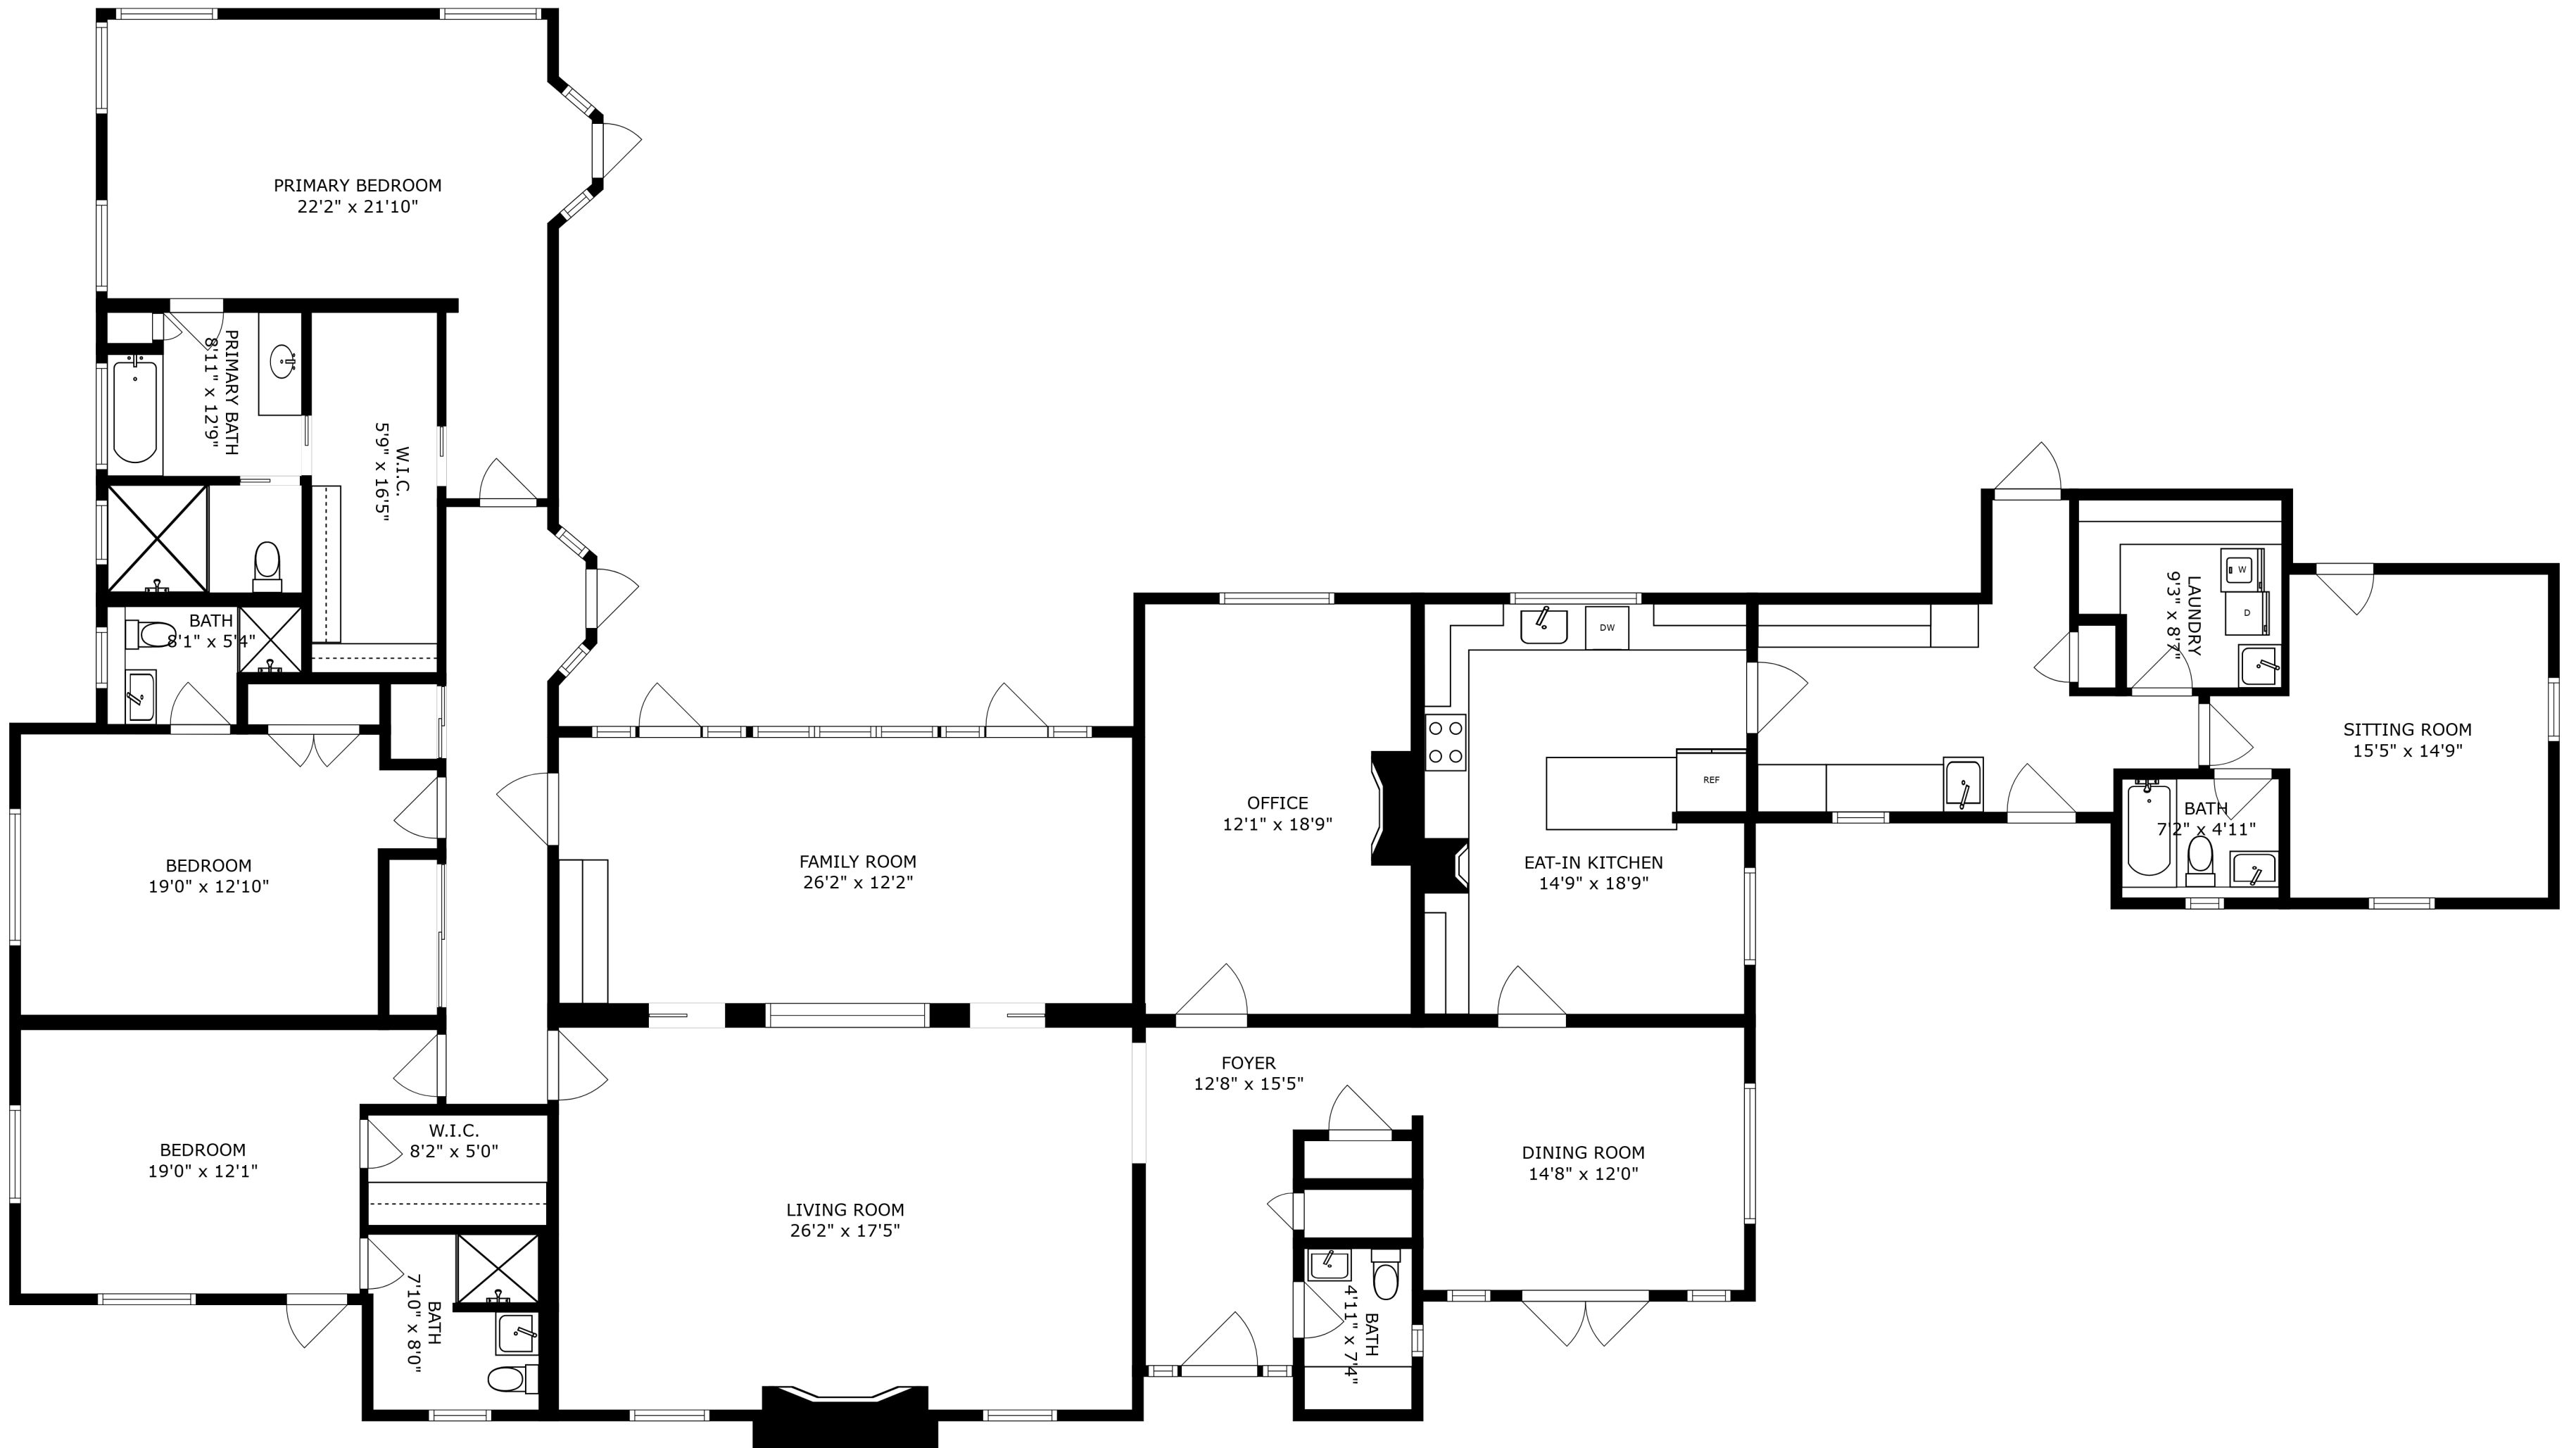 PRIMARY BEDROOM
22'2" x 21'10"
PRIMARY BATH
8'11" x 12'9"
W.I.C.
5'9" x 16'5"
BATH
8'1" x 5'4"
BEDROOM
19'0" x 12'10"
FAMILY ROOM
26'2" x 12'2"
OFFICE
12'1" x 18'9"
DW
REF
EAT-IN KITCHEN
14'9" x 18'9"
W
D
LAUNDRY
9'3" x 8'7"
SITTING ROOM
15'5" x 14'9"
BATH
7'2" x 4'11"
BEDROOM
19'0" x 12'1"
W.I.C.
8'2" x 5'0"
BATH
7'10" x 8'0"
LIVING ROOM
26'2" x 17'5"
FOYER
12'8" x 15'5"
DINING ROOM
14'8" x 12'0"
BATH
4'11" x 7'4"